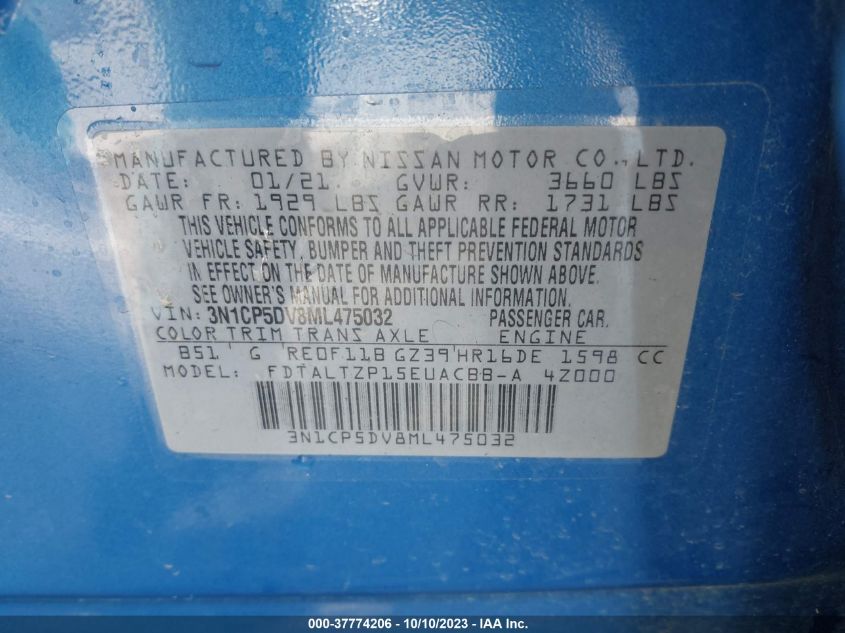 MANUFACTURED BY NISSAN MOTOR CO., LTD.
DATE: 01/21. GVWR: 3660 LBS
GAWR FR: 1929 LBS GAWR RR: 1731 LBS
THIS VEHICLE CONFORMS TO ALL APPLICABLE FEDERAL MOTOR
VEHICLE SAFETY, BUMPER AND THEFT PREVENTION STANDARDS
IN EFFECT ON THE DATE OF MANUFACTURE SHOWN ABOVE.
SEE OWNER'S MANUAL FOR ADDITIONAL INFORMATION.
VIN: 3N1CP5DV8ML475032 PASSENGER CAR.
COLOR TRIM TRANS AXLE ENGINE
B51 G RE0F11B GZ39 HR16DE 1598 CC
MODEL: FDTALTZP15EUACBB-A 4Z000
3N1CP5DV8ML475032
000-37774206 - 10/10/2023 - IAA Inc.